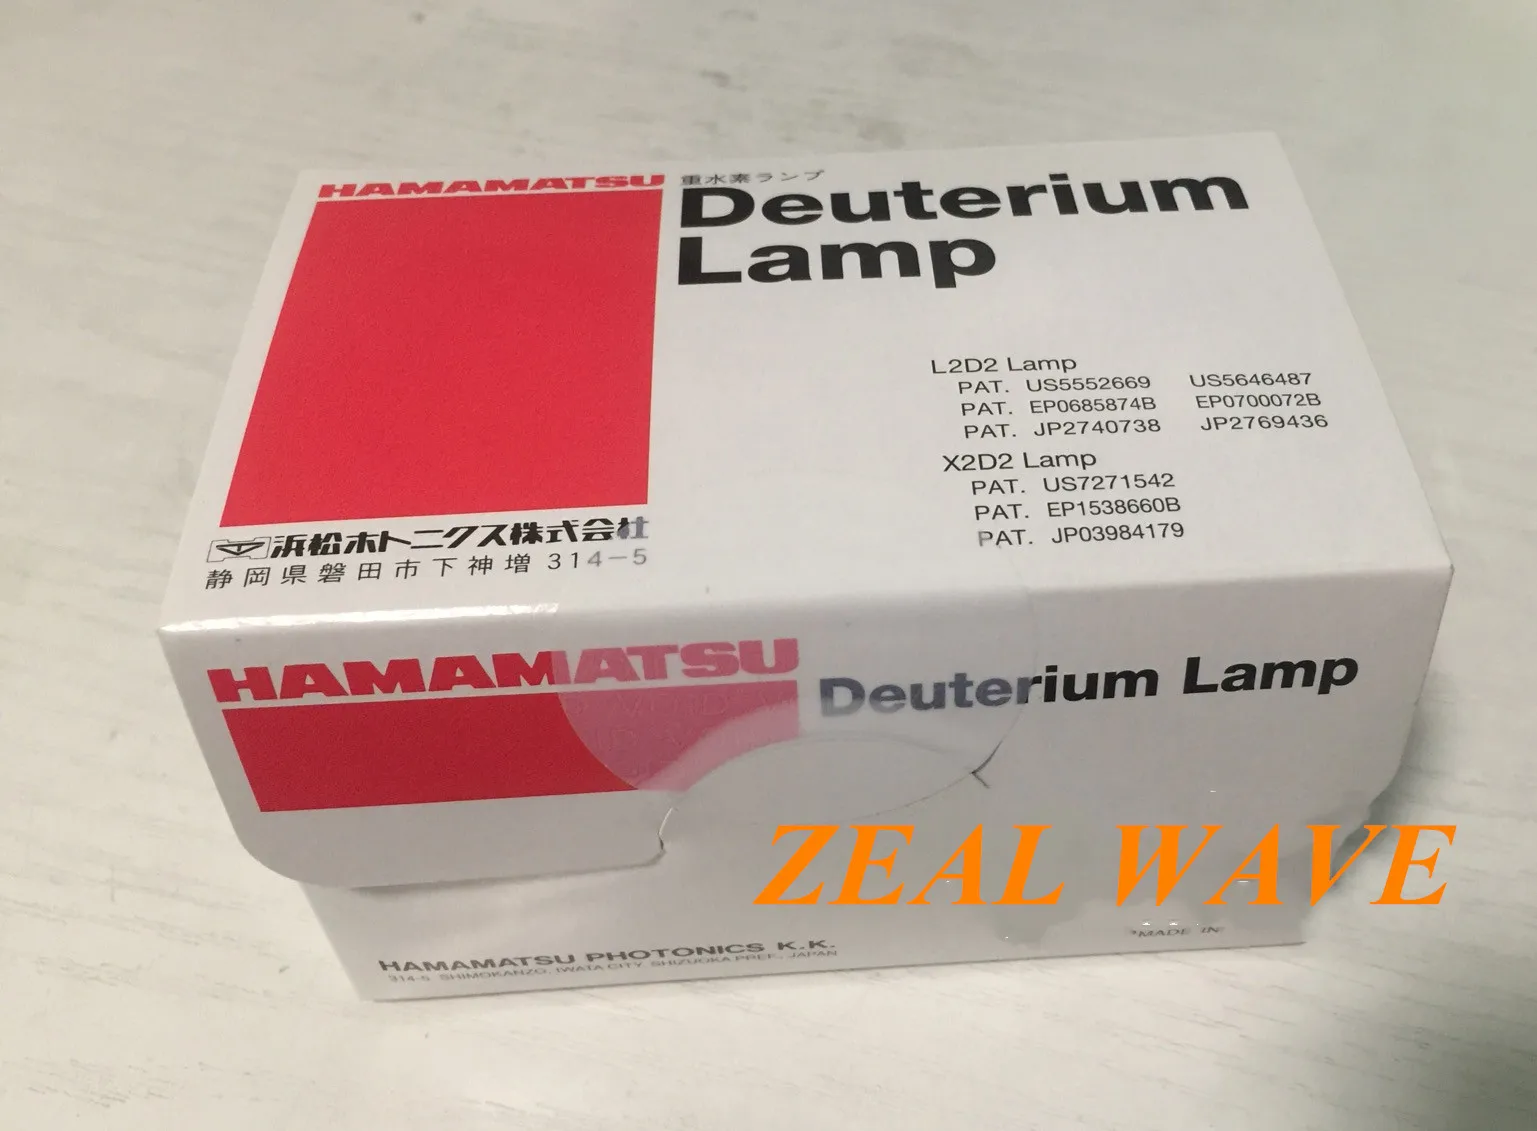 HAMAMATSU
重水素ランプ
Deuterium
Lamp
L2D2 Lamp
PAT. US5552669 US5646487
PAT. EP0685874B EP0700072B
PAT. JP2740738 JP2769436
X2D2 Lamp
PAT. US7271542
PAT. EP1538660B
PAT. JP03984179
浜松ホトニクス株式会社
静岡県磐田市下神増 314-5
HAMAMATSU
Deuterium Lamp
ZEAL WAVE
MADE IN
HAMAMATSU PHOTONICS K.K.
314-5 SHIMOKANZO, IWATA CITY, SHIZUOKA PREF., JAPAN